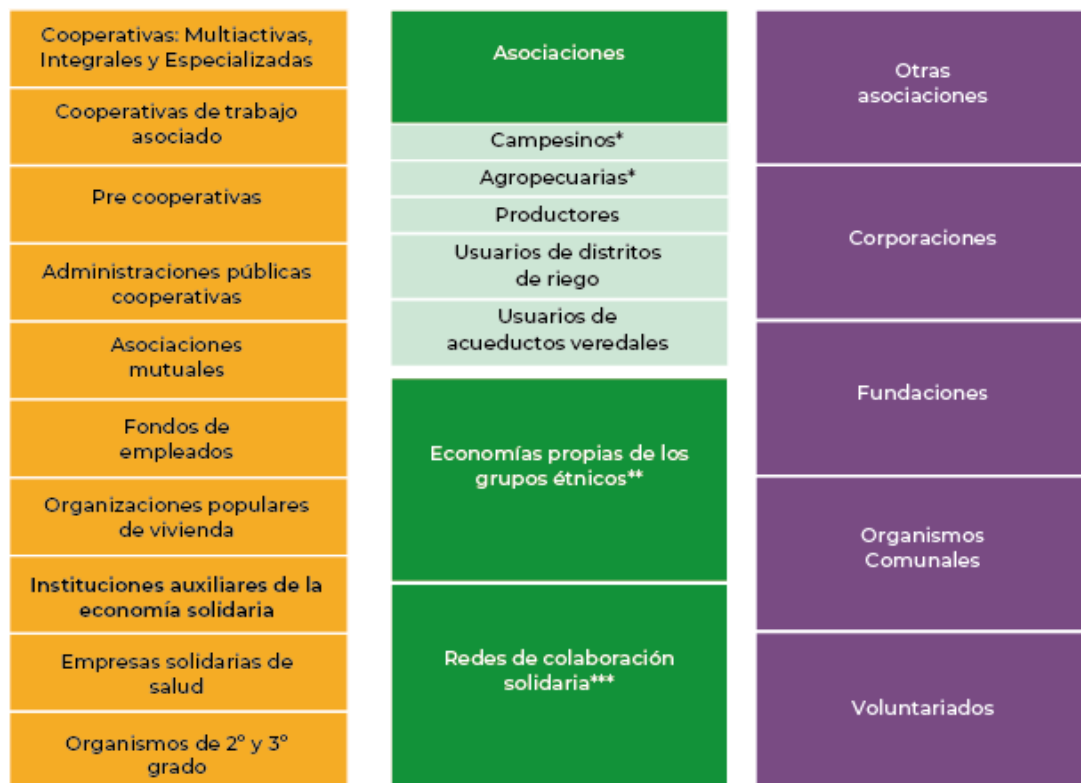 Cooperativas: Multiactivas,
Integrales y Especializadas
Cooperativas de trabajo
asociado
Pre cooperativas
Administraciones públicas
cooperativas
Asociaciones
mutuales
Fondos de
empleados
Organizaciones populares
de vivienda
Instituciones auxiliares de la
economía solidaria
Empresas solidarias de
salud
Organismos de 2º y 3º
grado
Asociaciones
Campesinos*
Agropecuarias*
Productores
Usuarios de distritos
de riego
Usuarios de
acueductos veredales
Economías propias de los
grupos étnicos**
Redes de colaboración
solidaria***
Otras
asociaciones
Corporaciones
Fundaciones
Organismos
Comunales
Voluntariados